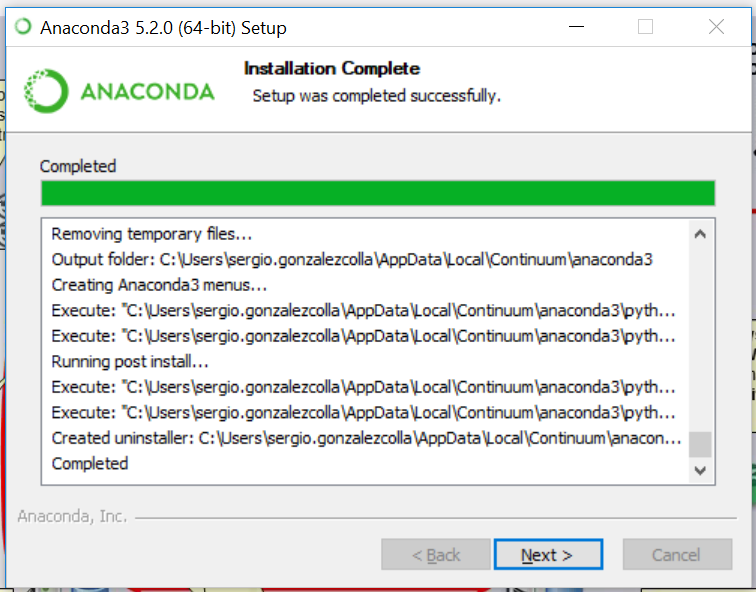 Anaconda3 5.2.0 (64-bit) Setup
ANACONDA
Installation Complete
Setup was completed successfully.
Completed
Removing temporary files...
Output folder: C:\Users\sergio.gonzalezcolla\AppData\Local\Continuum\anaconda3
Creating Anaconda3 menus...
Execute: "C:\Users\sergio.gonzalezcolla\AppData\Local\Continuum\anaconda3\pyth...
Execute: "C:\Users\sergio.gonzalezcolla\AppData\Local\Continuum\anaconda3\pyth...
Running post install...
Execute: "C:\Users\sergio.gonzalezcolla\AppData\Local\Continuum\anaconda3\pyth...
Execute: "C:\Users\sergio.gonzalezcolla\AppData\Local\Continuum\anaconda3\pyth...
Created uninstaller: C:\Users\sergio.gonzalezcolla\AppData\Local\Continuum\anacon...
Completed
Anaconda, Inc.
< Back
Next >
Cancel